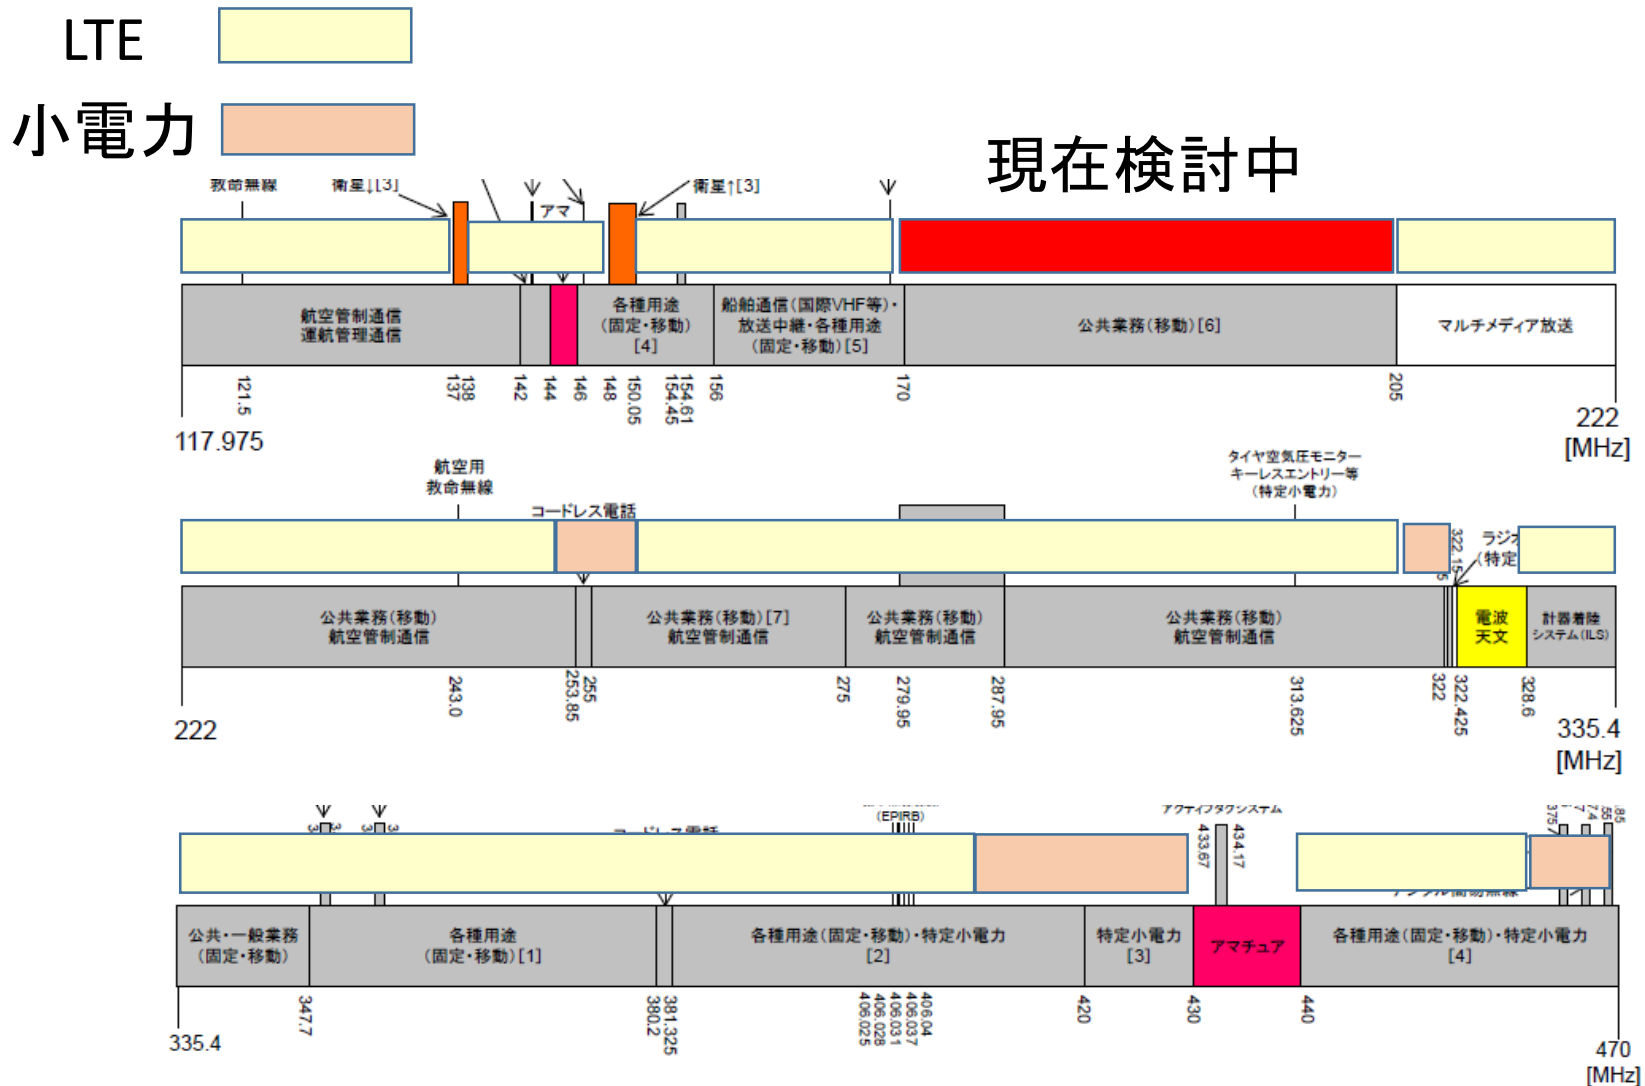 LTE
小電力
現在検討中
救命無線
衛星↓[3]
アマ
衛星↑[3]
航空管制通信
運航管理通信
各種用途
(固定・移動)
[4]
船舶通信(国際VHF等)・
放送中継・各種用途
(固定・移動)[5]
公共業務(移動)[6]
マルチメディア放送
121.5
137
138
142
144
146
148
150.05
154.45
154.61
156
170
205
117.975
222
[MHz]
航空用
救命無線
コードレス電話
タイヤ空気圧モニター
キーレスエントリー等
(特定小電力)
322.15
ラジオ
(特定
公共業務(移動)
航空管制通信
公共業務(移動)[7]
航空管制通信
公共業務(移動)
航空管制通信
公共業務(移動)
航空管制通信
電波
天文
計器着陸
システム(ILS)
243.0
253.85
255
275
279.95
287.95
313.625
322
322.425
328.6
222
335.4
[MHz]
コードレス電話
(EPIRB)
アクティブタグシステム
433.67
434.17
公共・一般業務
(固定・移動)
各種用途
(固定・移動)[1]
各種用途(固定・移動)・特定小電力
[2]
特定小電力
[3]
アマチュア
各種用途(固定・移動)・特定小電力
[4]
347.7
380.2
381.325
406.025
406.028
406.031
406.037
406.04
420
430
440
335.4
470
[MHz]